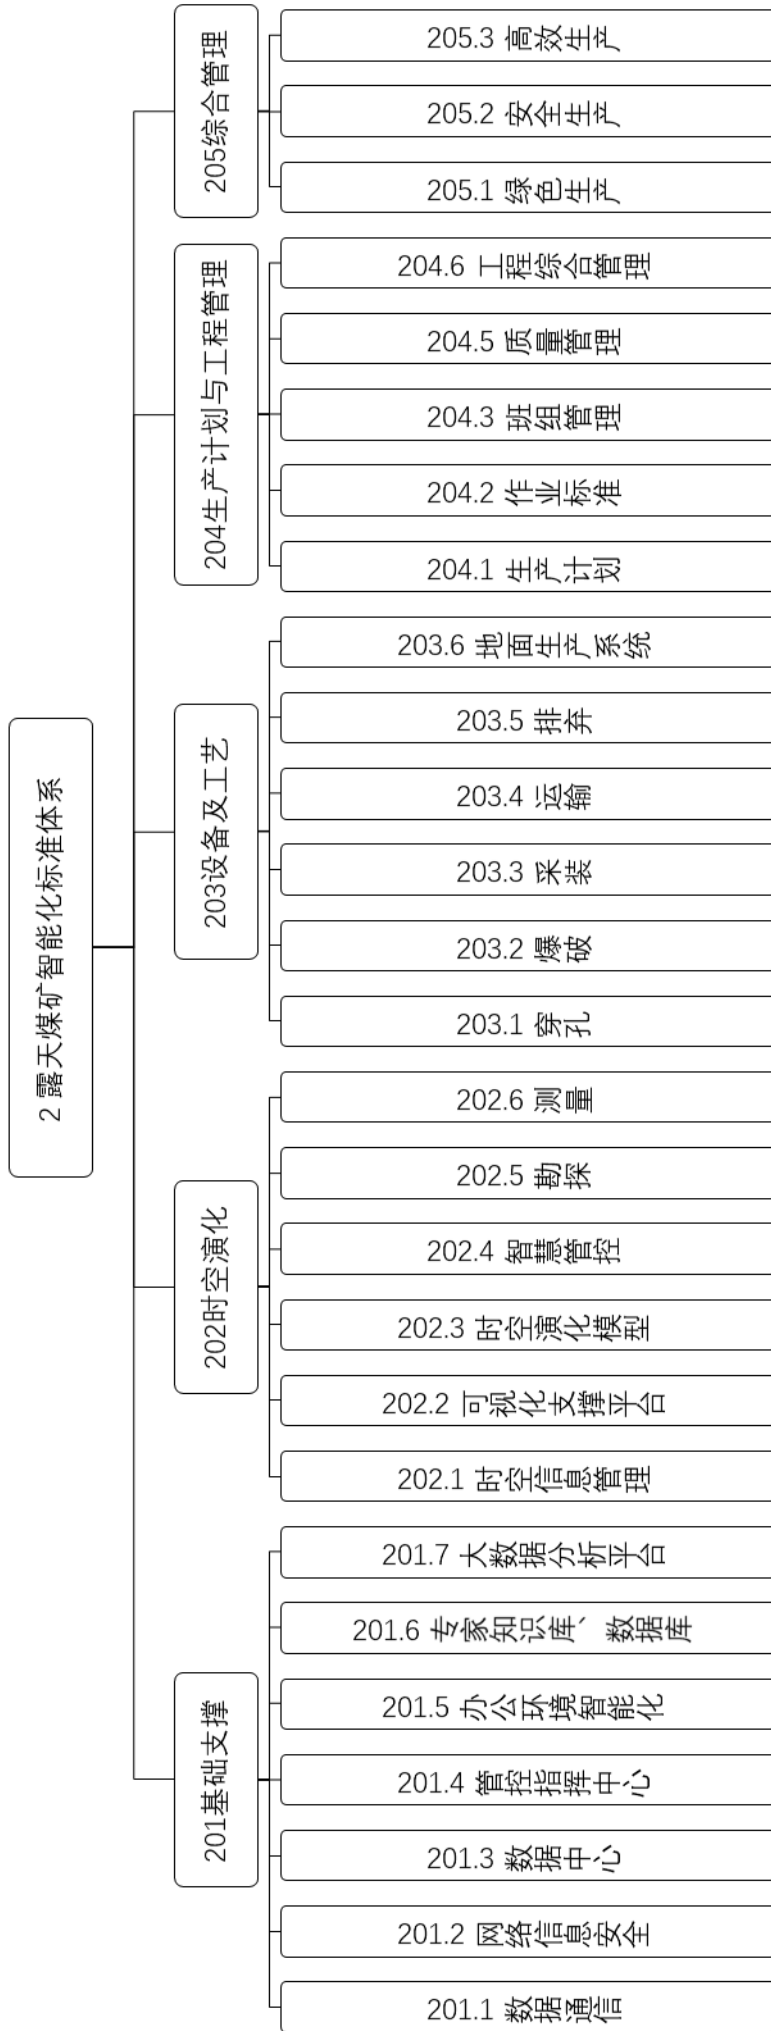 2 露天煤矿智能化标准体系
201基础支撑
201.1 数据通信
201.2 网络信息安全
201.3 数据中心
201.4 管控指挥中心
201.5 办公环境智能化
201.6 专家知识库、数据库
201.7 大数据分析平台
202时空演化
202.1 时空信息管理
202.2 可视化支撑平台
202.3 时空演化模型
202.4 智慧管控
202.5 勘探
202.6 测量
203设备及工艺
203.1 穿孔
203.2 爆破
203.3 采装
203.4 运输
203.5 排弃
203.6 地面生产系统
204生产计划与工程管理
204.1 生产计划
204.2 作业标准
204.3 班组管理
204.5 质量管理
204.6 工程综合管理
205综合管理
205.1 绿色生产
205.2 安全生产
205.3 高效生产